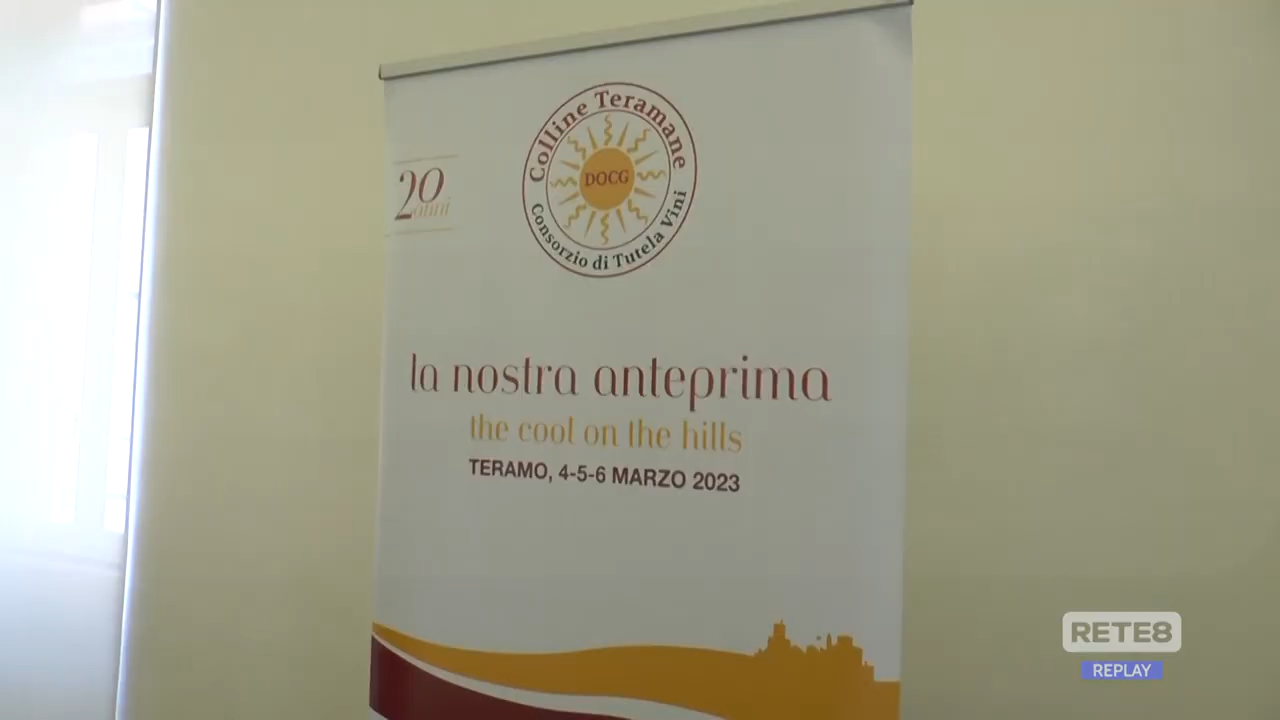 Colline Teramane
DOCG
Consorzio di Tutela Vini
20
anni
la nostra anteprima
the cool on the hills
TERAMO, 4-5-6 MARZO 2023
RETE8
REPLAY